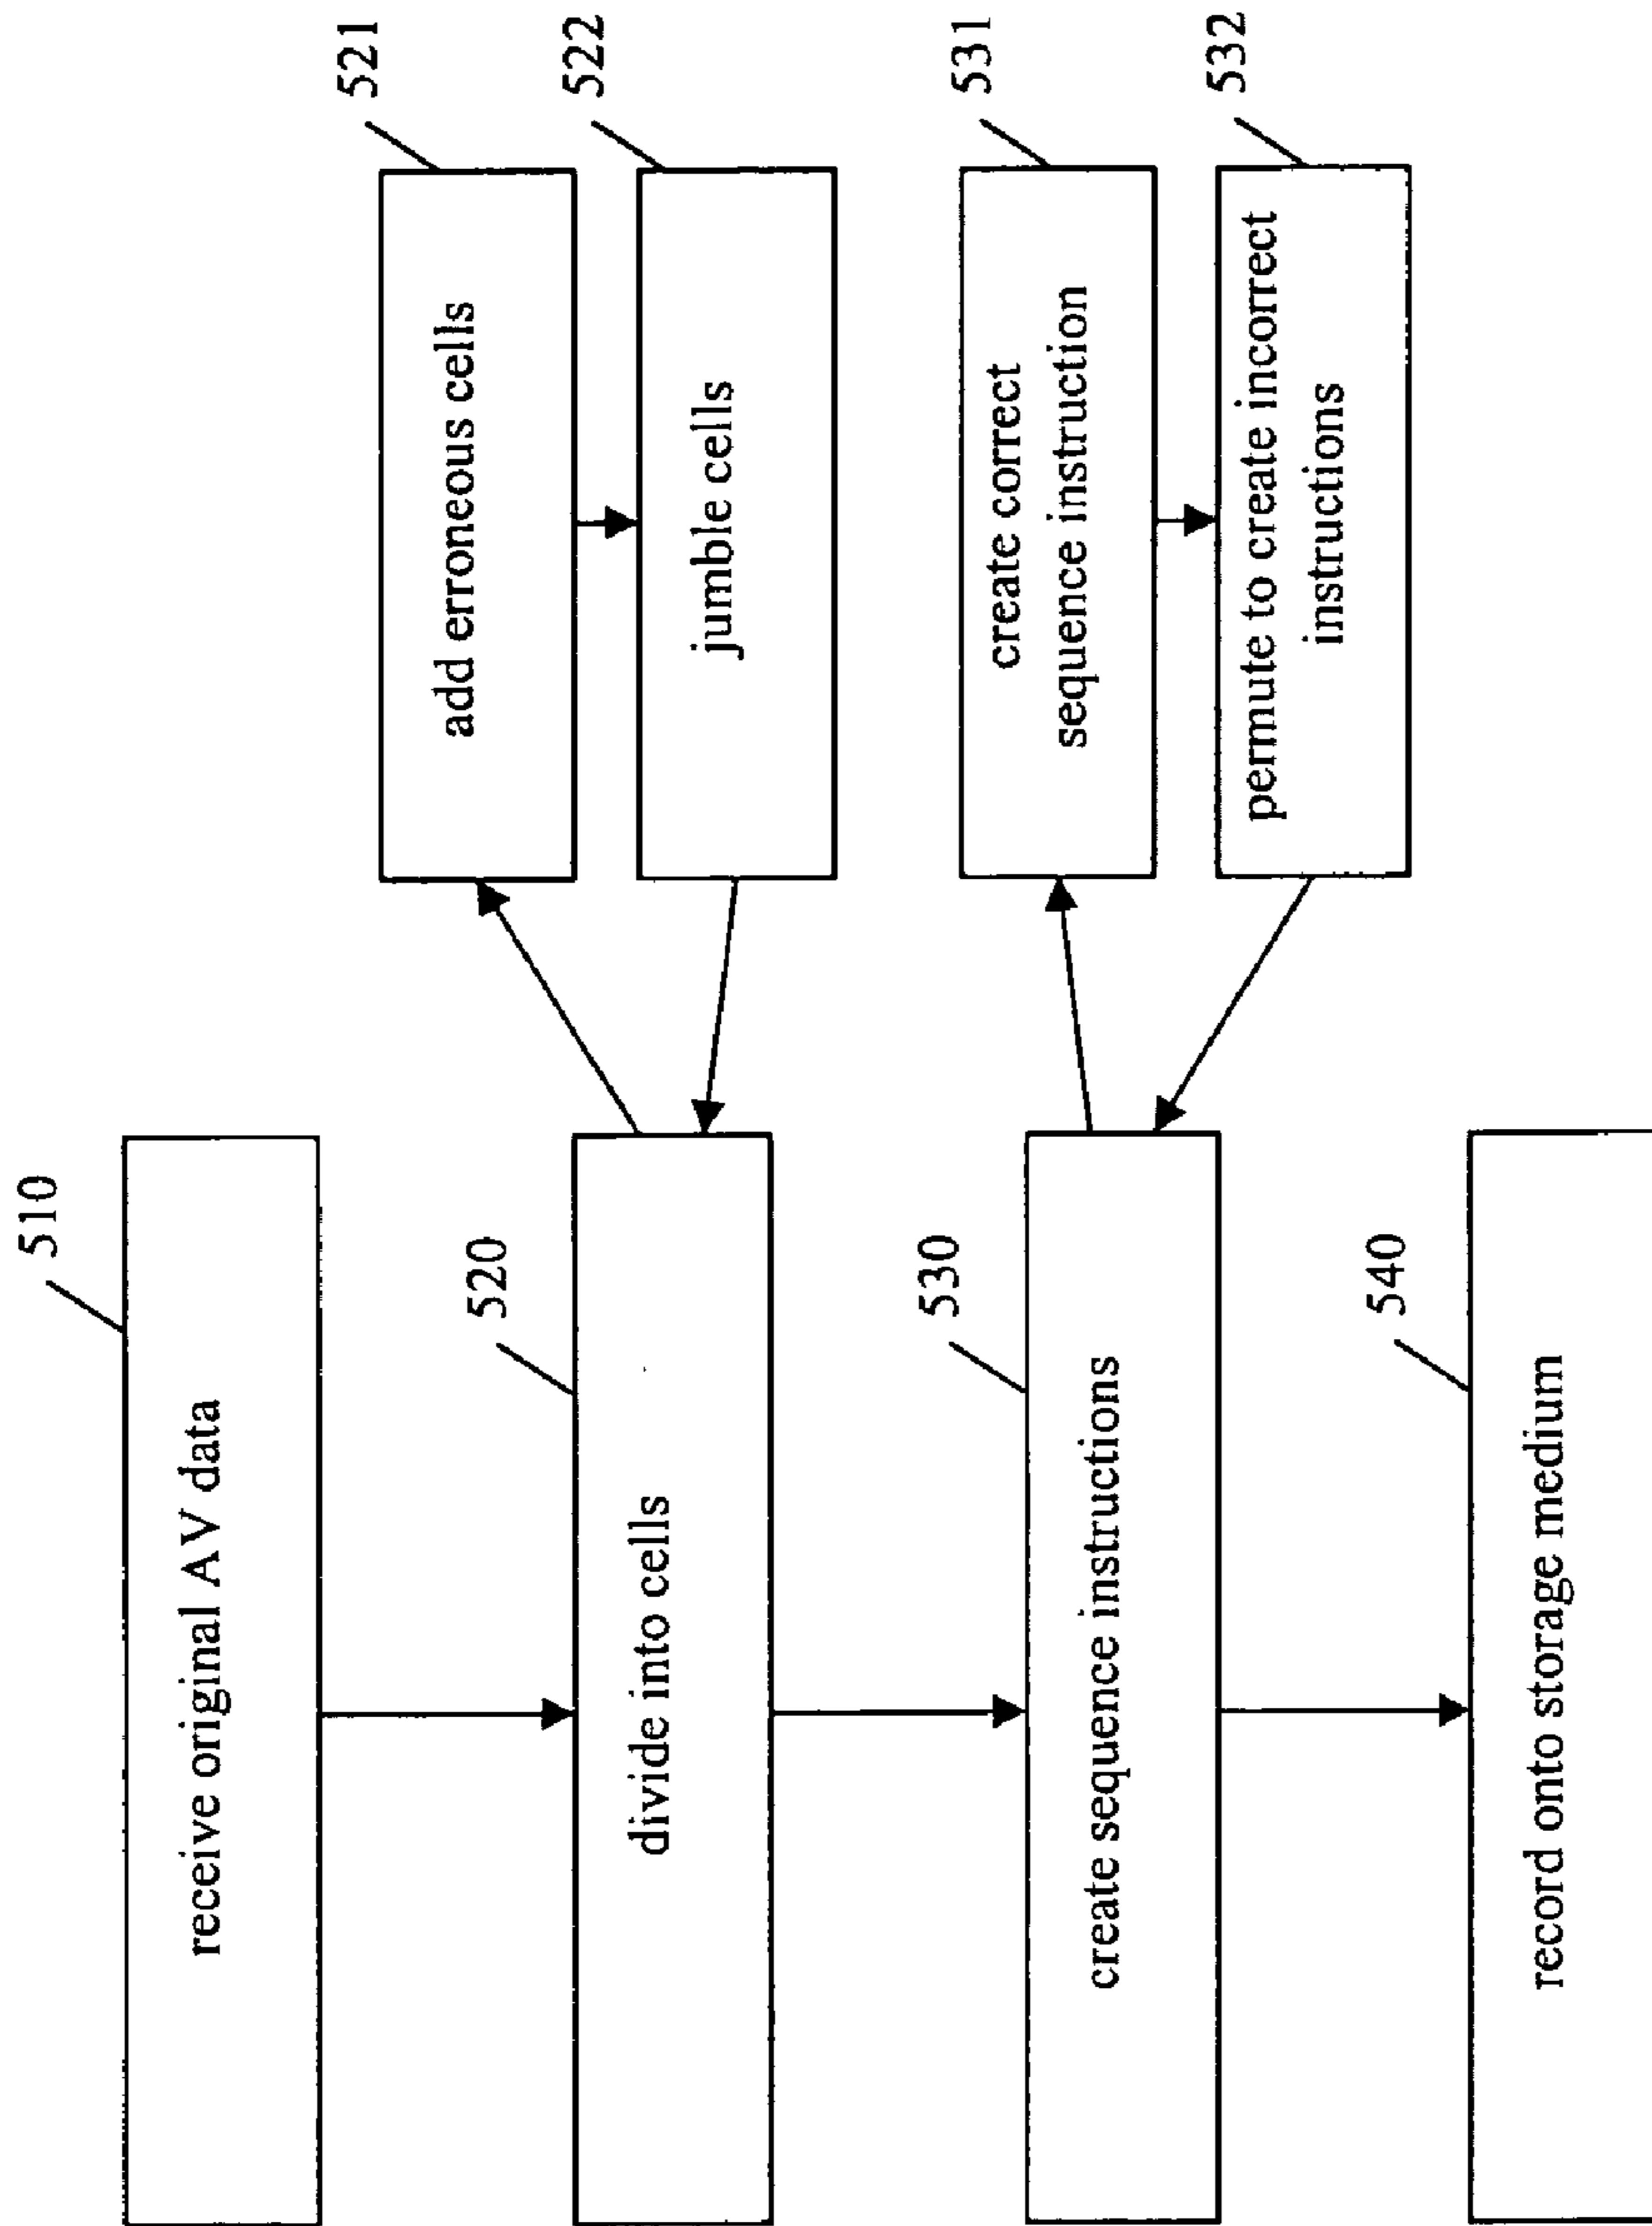 510
receive original AV data
520
divide into cells
521
add erroneous cells
522
jumble cells
530
create sequence instructions
531
create correct
sequence instruction
532
permute to create incorrect
instructions
540
record onto storage medium